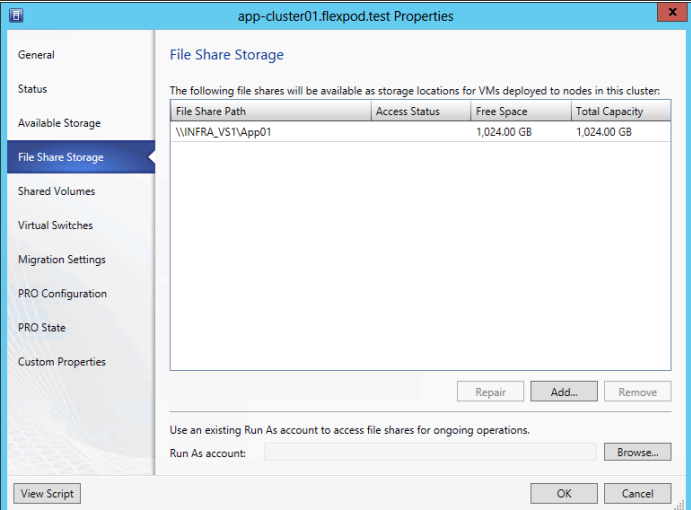 app-cluster01.flexpod.test Properties
x
General
Status
Available Storage
File Share Storage
Shared Volumes
Virtual Switches
Migration Settings
PRO Configuration
PRO State
Custom Properties
File Share Storage
The following file shares will be available as storage locations for VMs deployed to nodes in this cluster:
File Share Path Access Status Free Space Total Capacity
\\INFRA_VS1\App01 1,024.00 GB 1,024.00 GB
Repair Add... Remove
Use an existing Run As account to access file shares for ongoing operations.
Run As account: Browse...
View Script OK Cancel